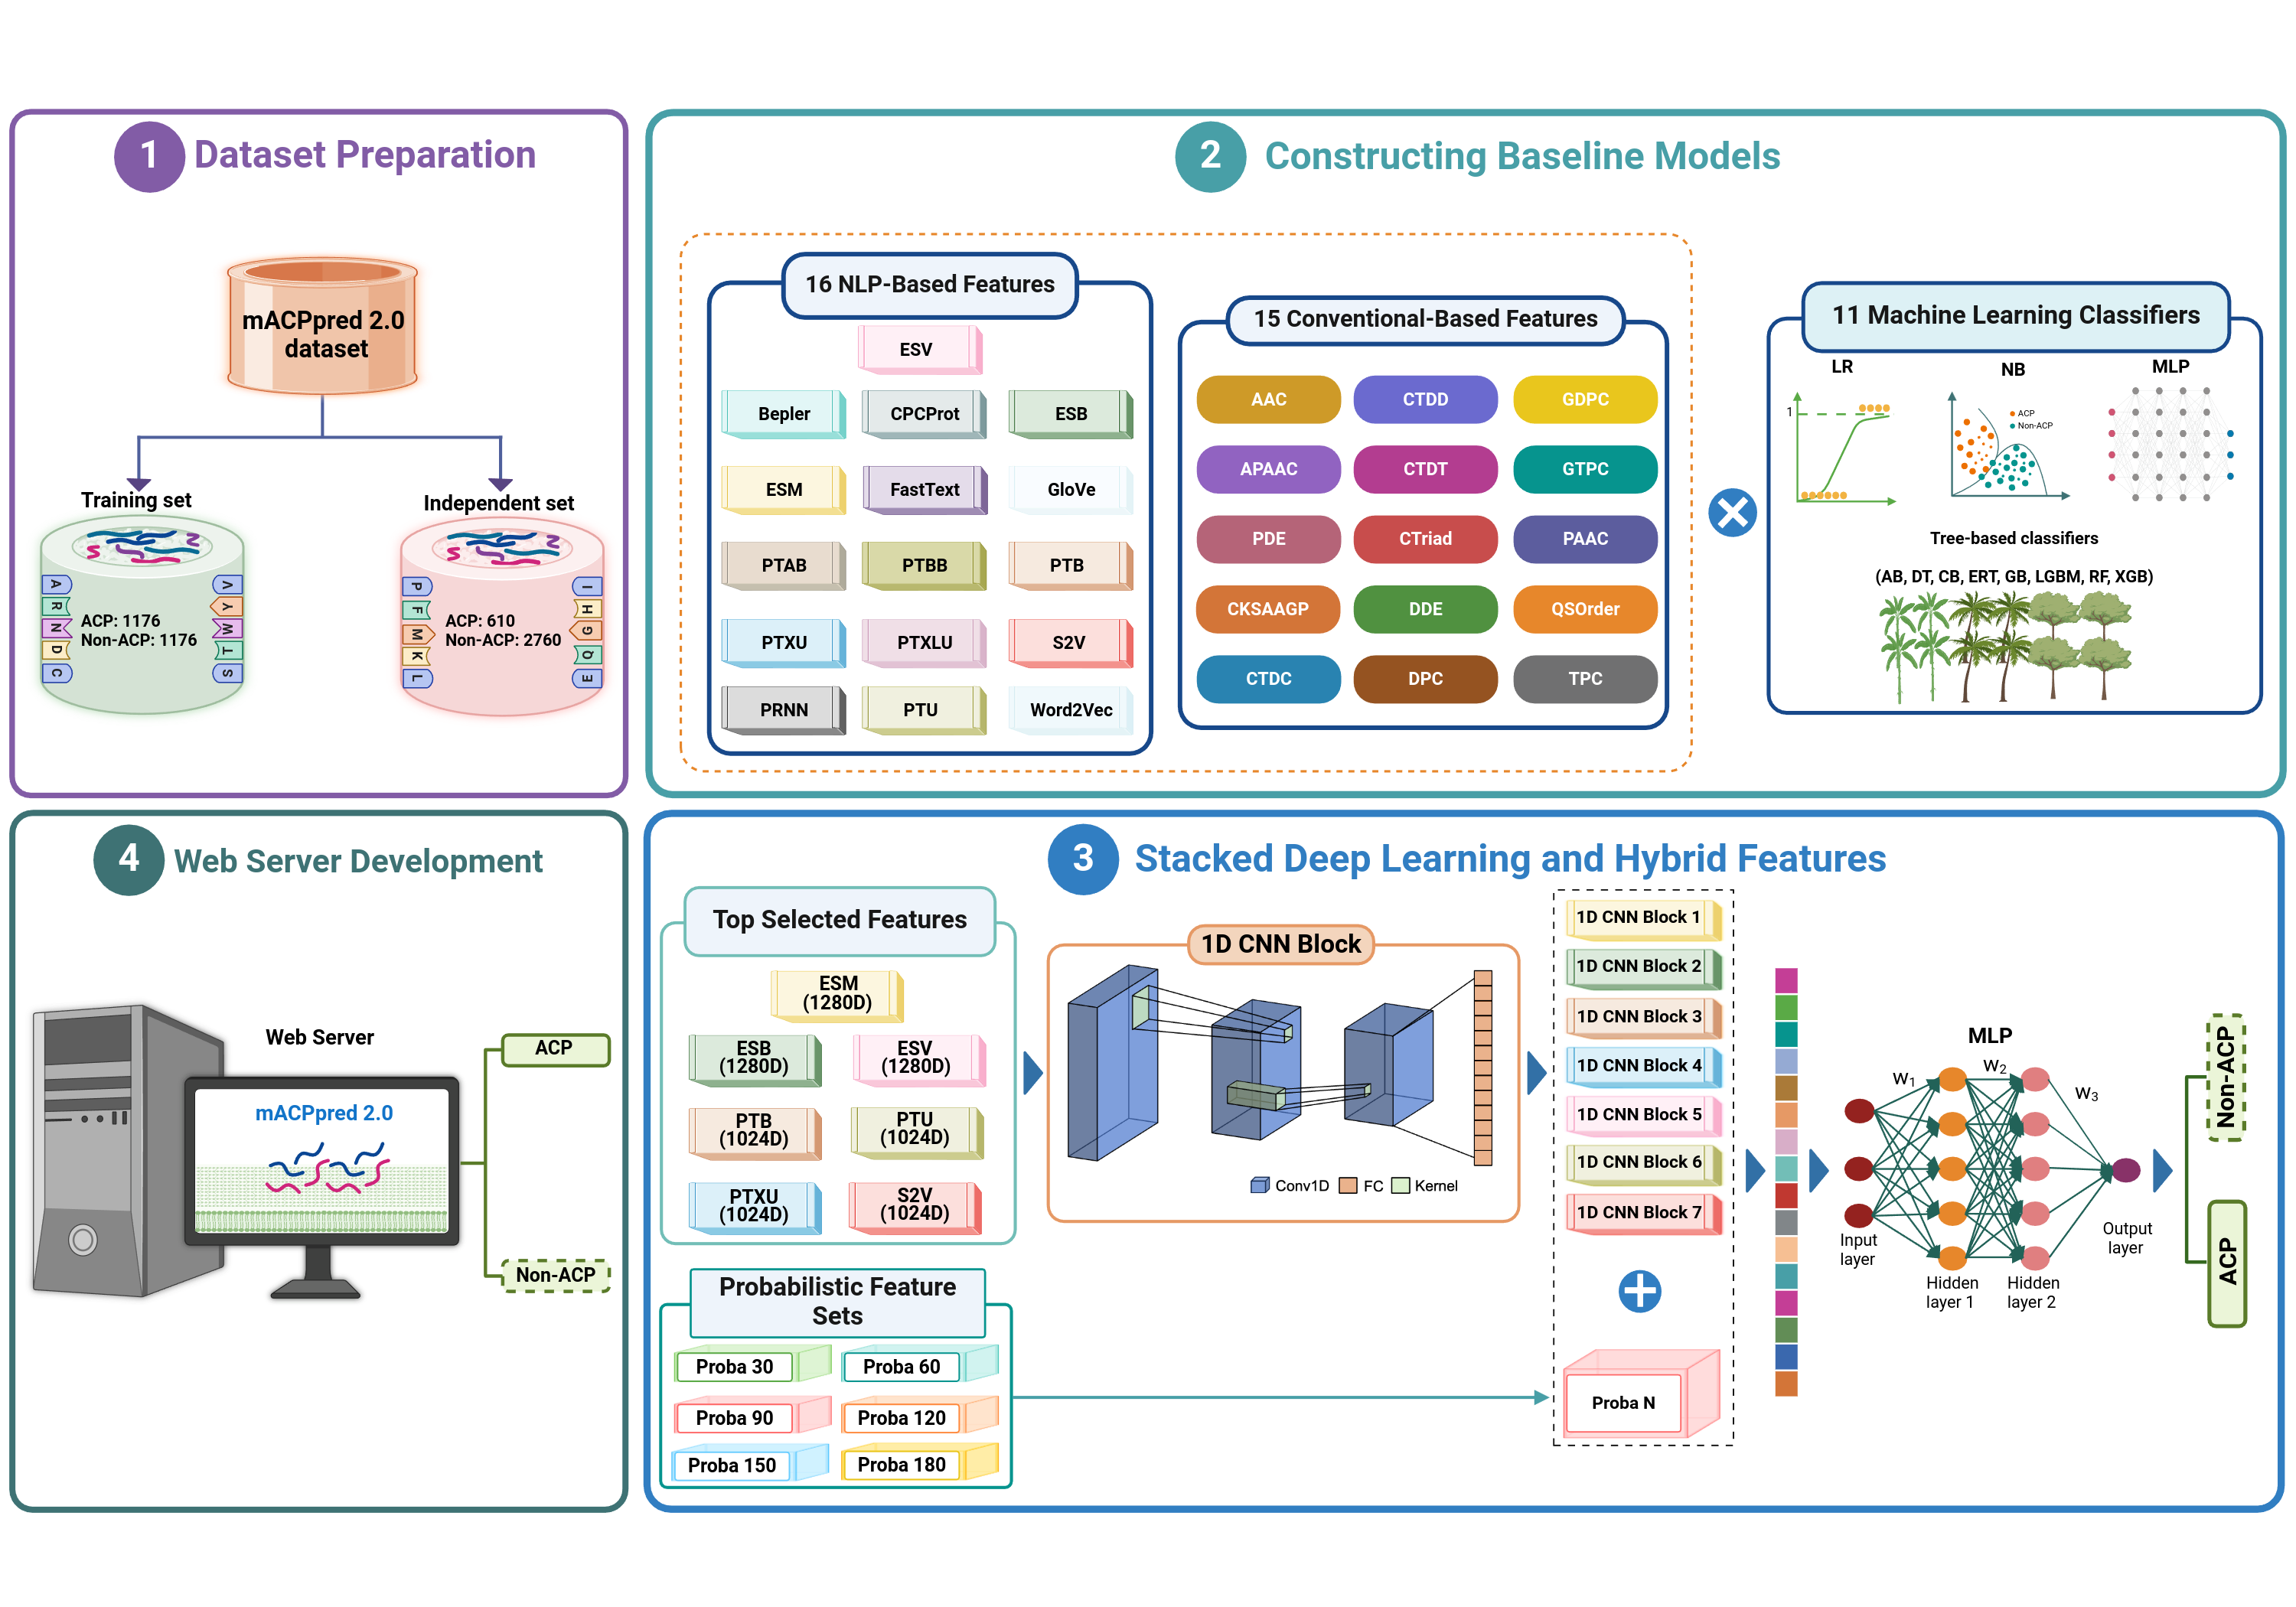 1 Dataset Preparation
mACPpred 2.0
dataset
Training set
Independent set
A
R
N
D
C
V
Y
W
T
S
ACP: 1176
Non-ACP: 1176
P
F
M
K
L
I
H
G
Q
E
ACP: 610
Non-ACP: 2760
2 Constructing Baseline Models
16 NLP-Based Features
ESV
Bepler CPCProt ESB
ESM FastText GloVe
PTAB PTBB PTB
PTXU PTXLU S2V
PRNN PTU Word2Vec
15 Conventional-Based Features
AAC CTDD GDPC
APAAC CTDT GTPC
PDE CTriad PAAC
CKSAAGP DDE QSOrder
CTDC DPC TPC
11 Machine Learning Classifiers
LR NB MLP
1
ACP
Non-ACP
Tree-based classifiers
(AB, DT, CB, ERT, GB, LGBM, RF, XGB)
3 Stacked Deep Learning and Hybrid Features
Top Selected Features
ESM
(1280D)
ESB
(1280D)
ESV
(1280D)
PTB
(1024D)
PTU
(1024D)
PTXU
(1024D)
S2V
(1024D)
Probabilistic Feature
Sets
Proba 30 Proba 60
Proba 90 Proba 120
Proba 150 Proba 180
1D CNN Block
Conv1D FC Kernel
1D CNN Block 1
1D CNN Block 2
1D CNN Block 3
1D CNN Block 4
1D CNN Block 5
1D CNN Block 6
1D CNN Block 7
Proba N
MLP
W1 W2 W3
Input
layer
Hidden
layer 1
Hidden
layer 2
Output
layer
Non-ACP
ACP
4 Web Server Development
Web Server
mACPpred 2.0
ACP
Non-ACP